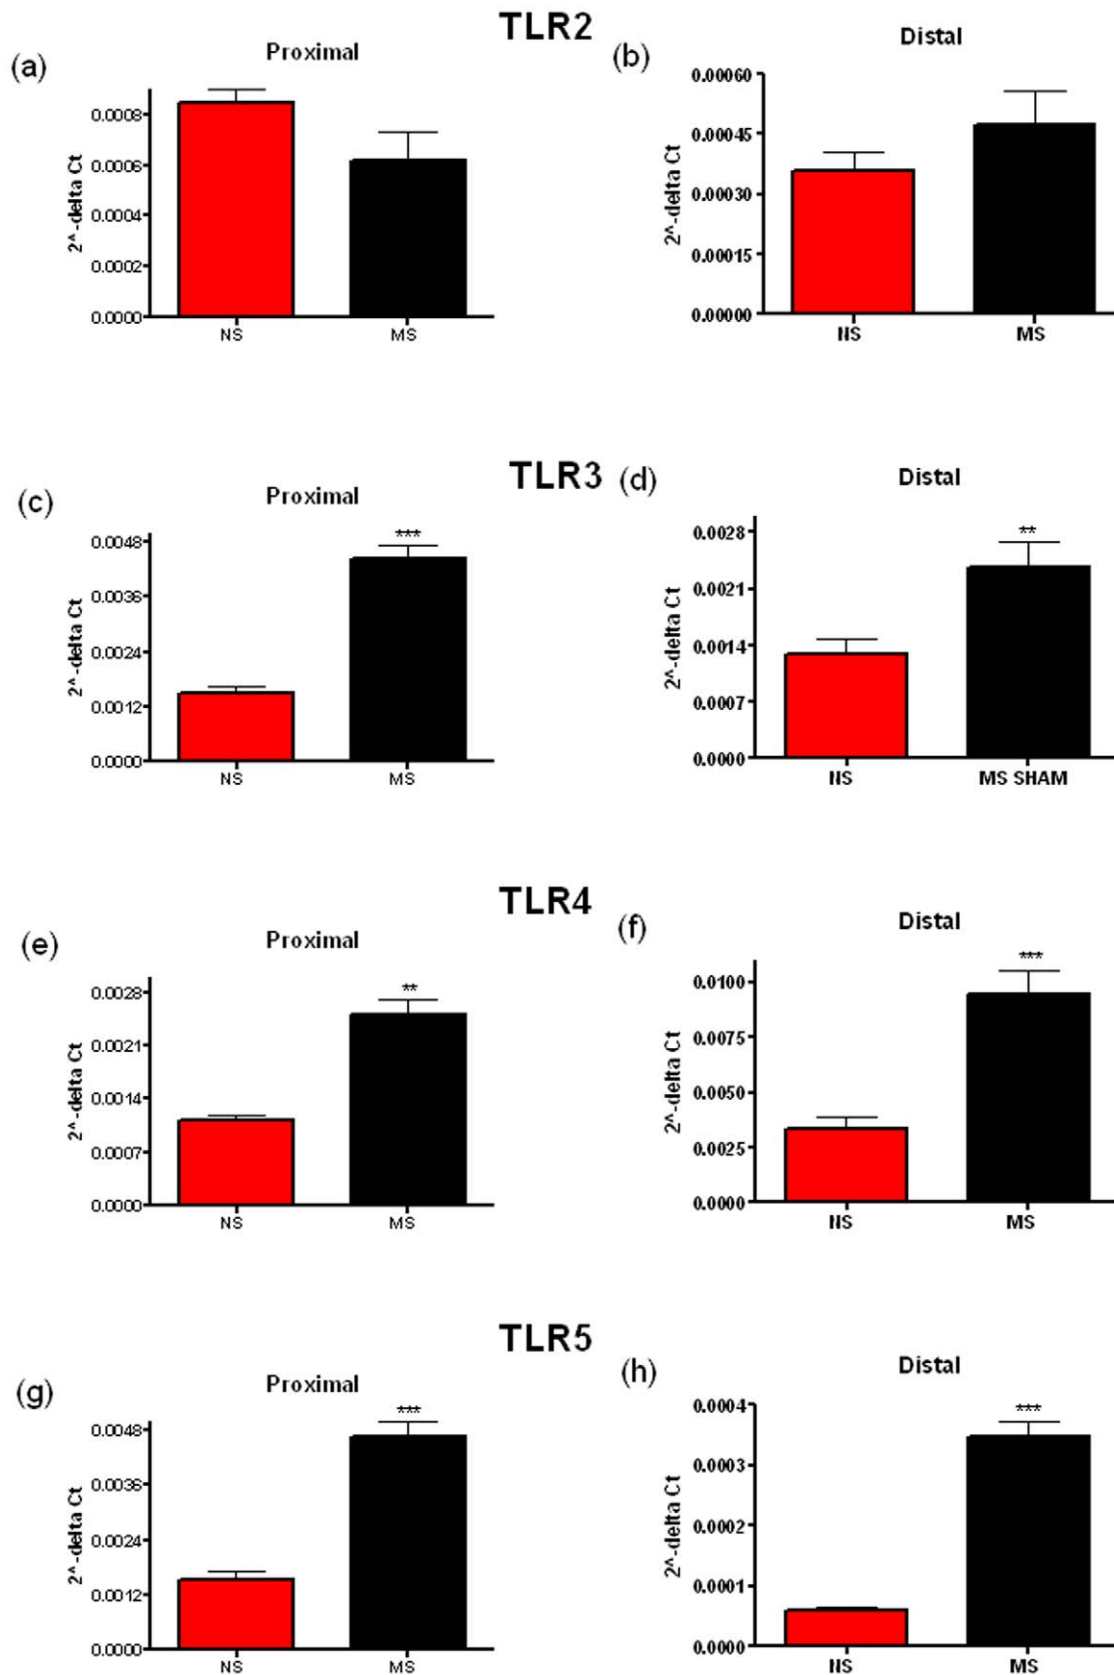 TLR2
(a)
Proximal
2^-delta Ct
0.0008
0.0006
0.0004
0.0002
0.0000
NS
MS
(b)
Distal
2^-delta Ct
0.00060
0.00045
0.00030
0.00015
0.00000
NS
MS
TLR3
(c)
Proximal
2^-delta Ct
0.0048
0.0036
0.0024
0.0012
0.0000
***
NS
MS
(d)
Distal
2^-delta Ct
0.0028
0.0021
0.0014
0.0007
0.0000
**
NS
MS SHAM
TLR4
(e)
Proximal
2^-delta Ct
0.0028
0.0021
0.0014
0.0007
0.0000
**
NS
MS
(f)
Distal
2^-delta Ct
0.0100
0.0075
0.0050
0.0025
0.0000
***
NS
MS
TLR5
(g)
Proximal
2^-delta Ct
0.0048
0.0036
0.0024
0.0012
0.0000
***
NS
MS
(h)
Distal
2^-delta Ct
0.0004
0.0003
0.0002
0.0001
0.0000
***
NS
MS